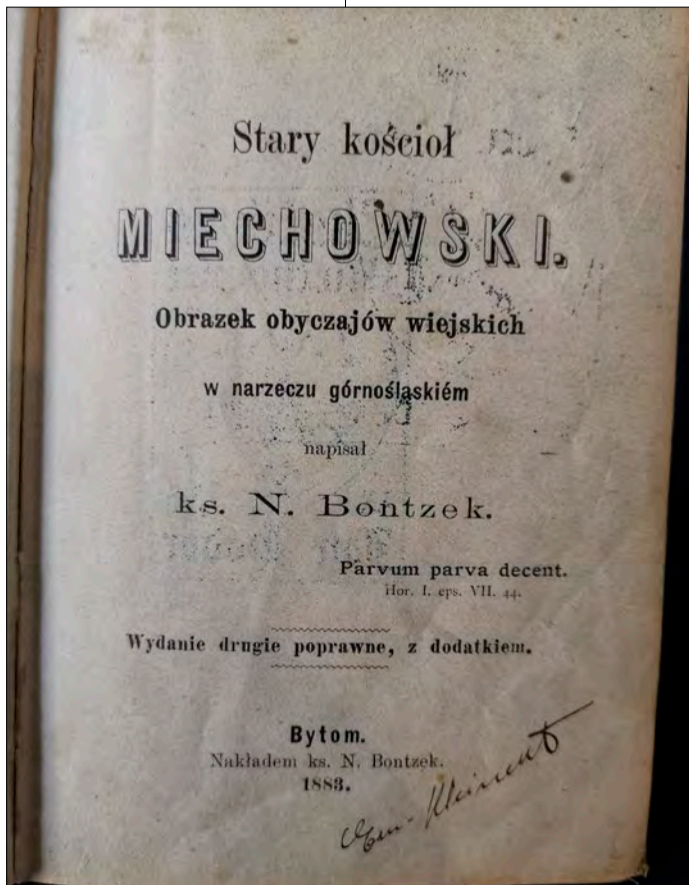 Stary kościoł
MIECHOWSKI.
Obrazek obyczajów wiejskich
w narzeczu górnośląskiém
napisał
ks. N. Bontzek.
Parvum parva decent.
Hor. I. eps. VII. 44.
Wydanie drugie poprawne, z dodatkiem.
Bytom.
Nakładem ks. N. Bontzek.
1883.